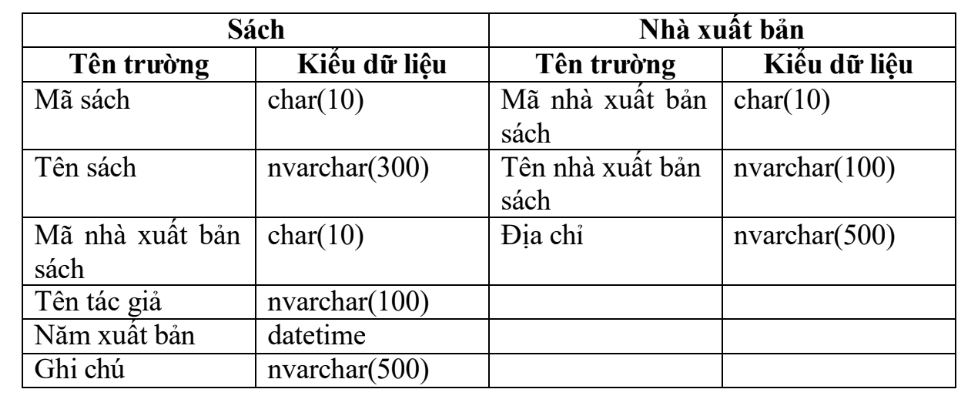 Sách Nhà xuất bản
Tên trường Kiểu dữ liệu Tên trường Kiểu dữ liệu
Mã sách char(10) Mã nhà xuất bản char(10)
sách
Tên sách nvarchar(300) Tên nhà xuất bản nvarchar(100)
sách
Mã nhà xuất bản char(10) Địa chỉ nvarchar(500)
sách
Tên tác giả nvarchar(100)
Năm xuất bản datetime
Ghi chú nvarchar(500)